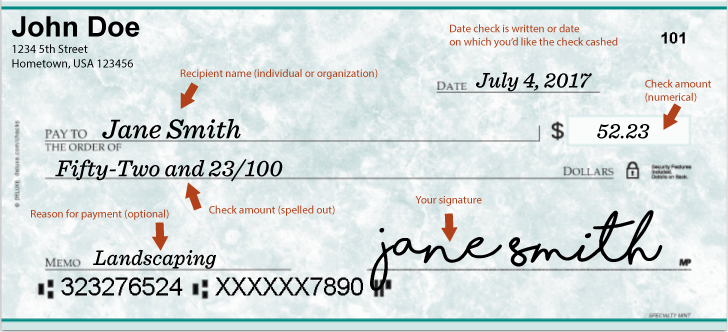 John Doe
1234 5th Street
Hometown, USA 123456
Date check is written or date
on which you'd like the check cashed
101
Recipient name (individual or organization)
DATE July 4, 2017
Check amount
(numerical)
PAY TO Jane Smith
THE ORDER OF
$ 52.23
Fifty-Two and 23/100
DOLLARS
Security Features
Included.
Details on Back.
Reason for payment (optional)
Check amount (spelled out)
Your signature
MEMO Landscaping
jane smith
MP
⑆ 323276524 ⑆ XXXXXX7890 ⑈
SPECIALTY MINT